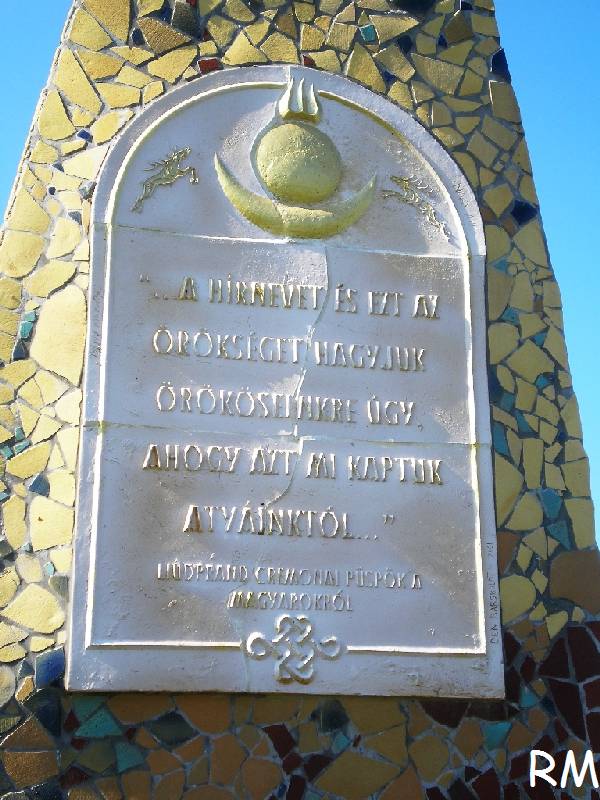 "...A HÍRNEVET ÉS EZT AZ
ÖRÖKSÉGET HAGYJUK
ÖRÖKÖSEINKRE ÚGY,
AHOGY AZT MI KAPTUK
ATYÁINKTÓL..."
LIUDPRAND CREMONAI PÜSPÖK A
MAGYAROKRÓL
RM